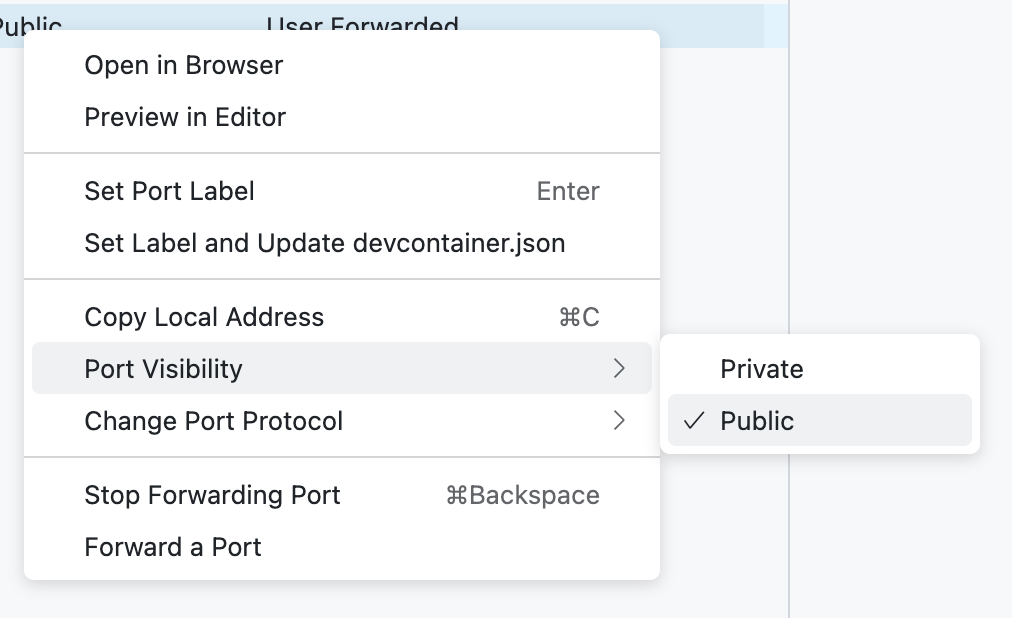 Public User Forwarded
Open in Browser
Preview in Editor
Set Port Label Enter
Set Label and Update devcontainer.json
Copy Local Address ⌘C
Port Visibility
Private
Change Port Protocol
Public
Stop Forwarding Port ⌘Backspace
Forward a Port